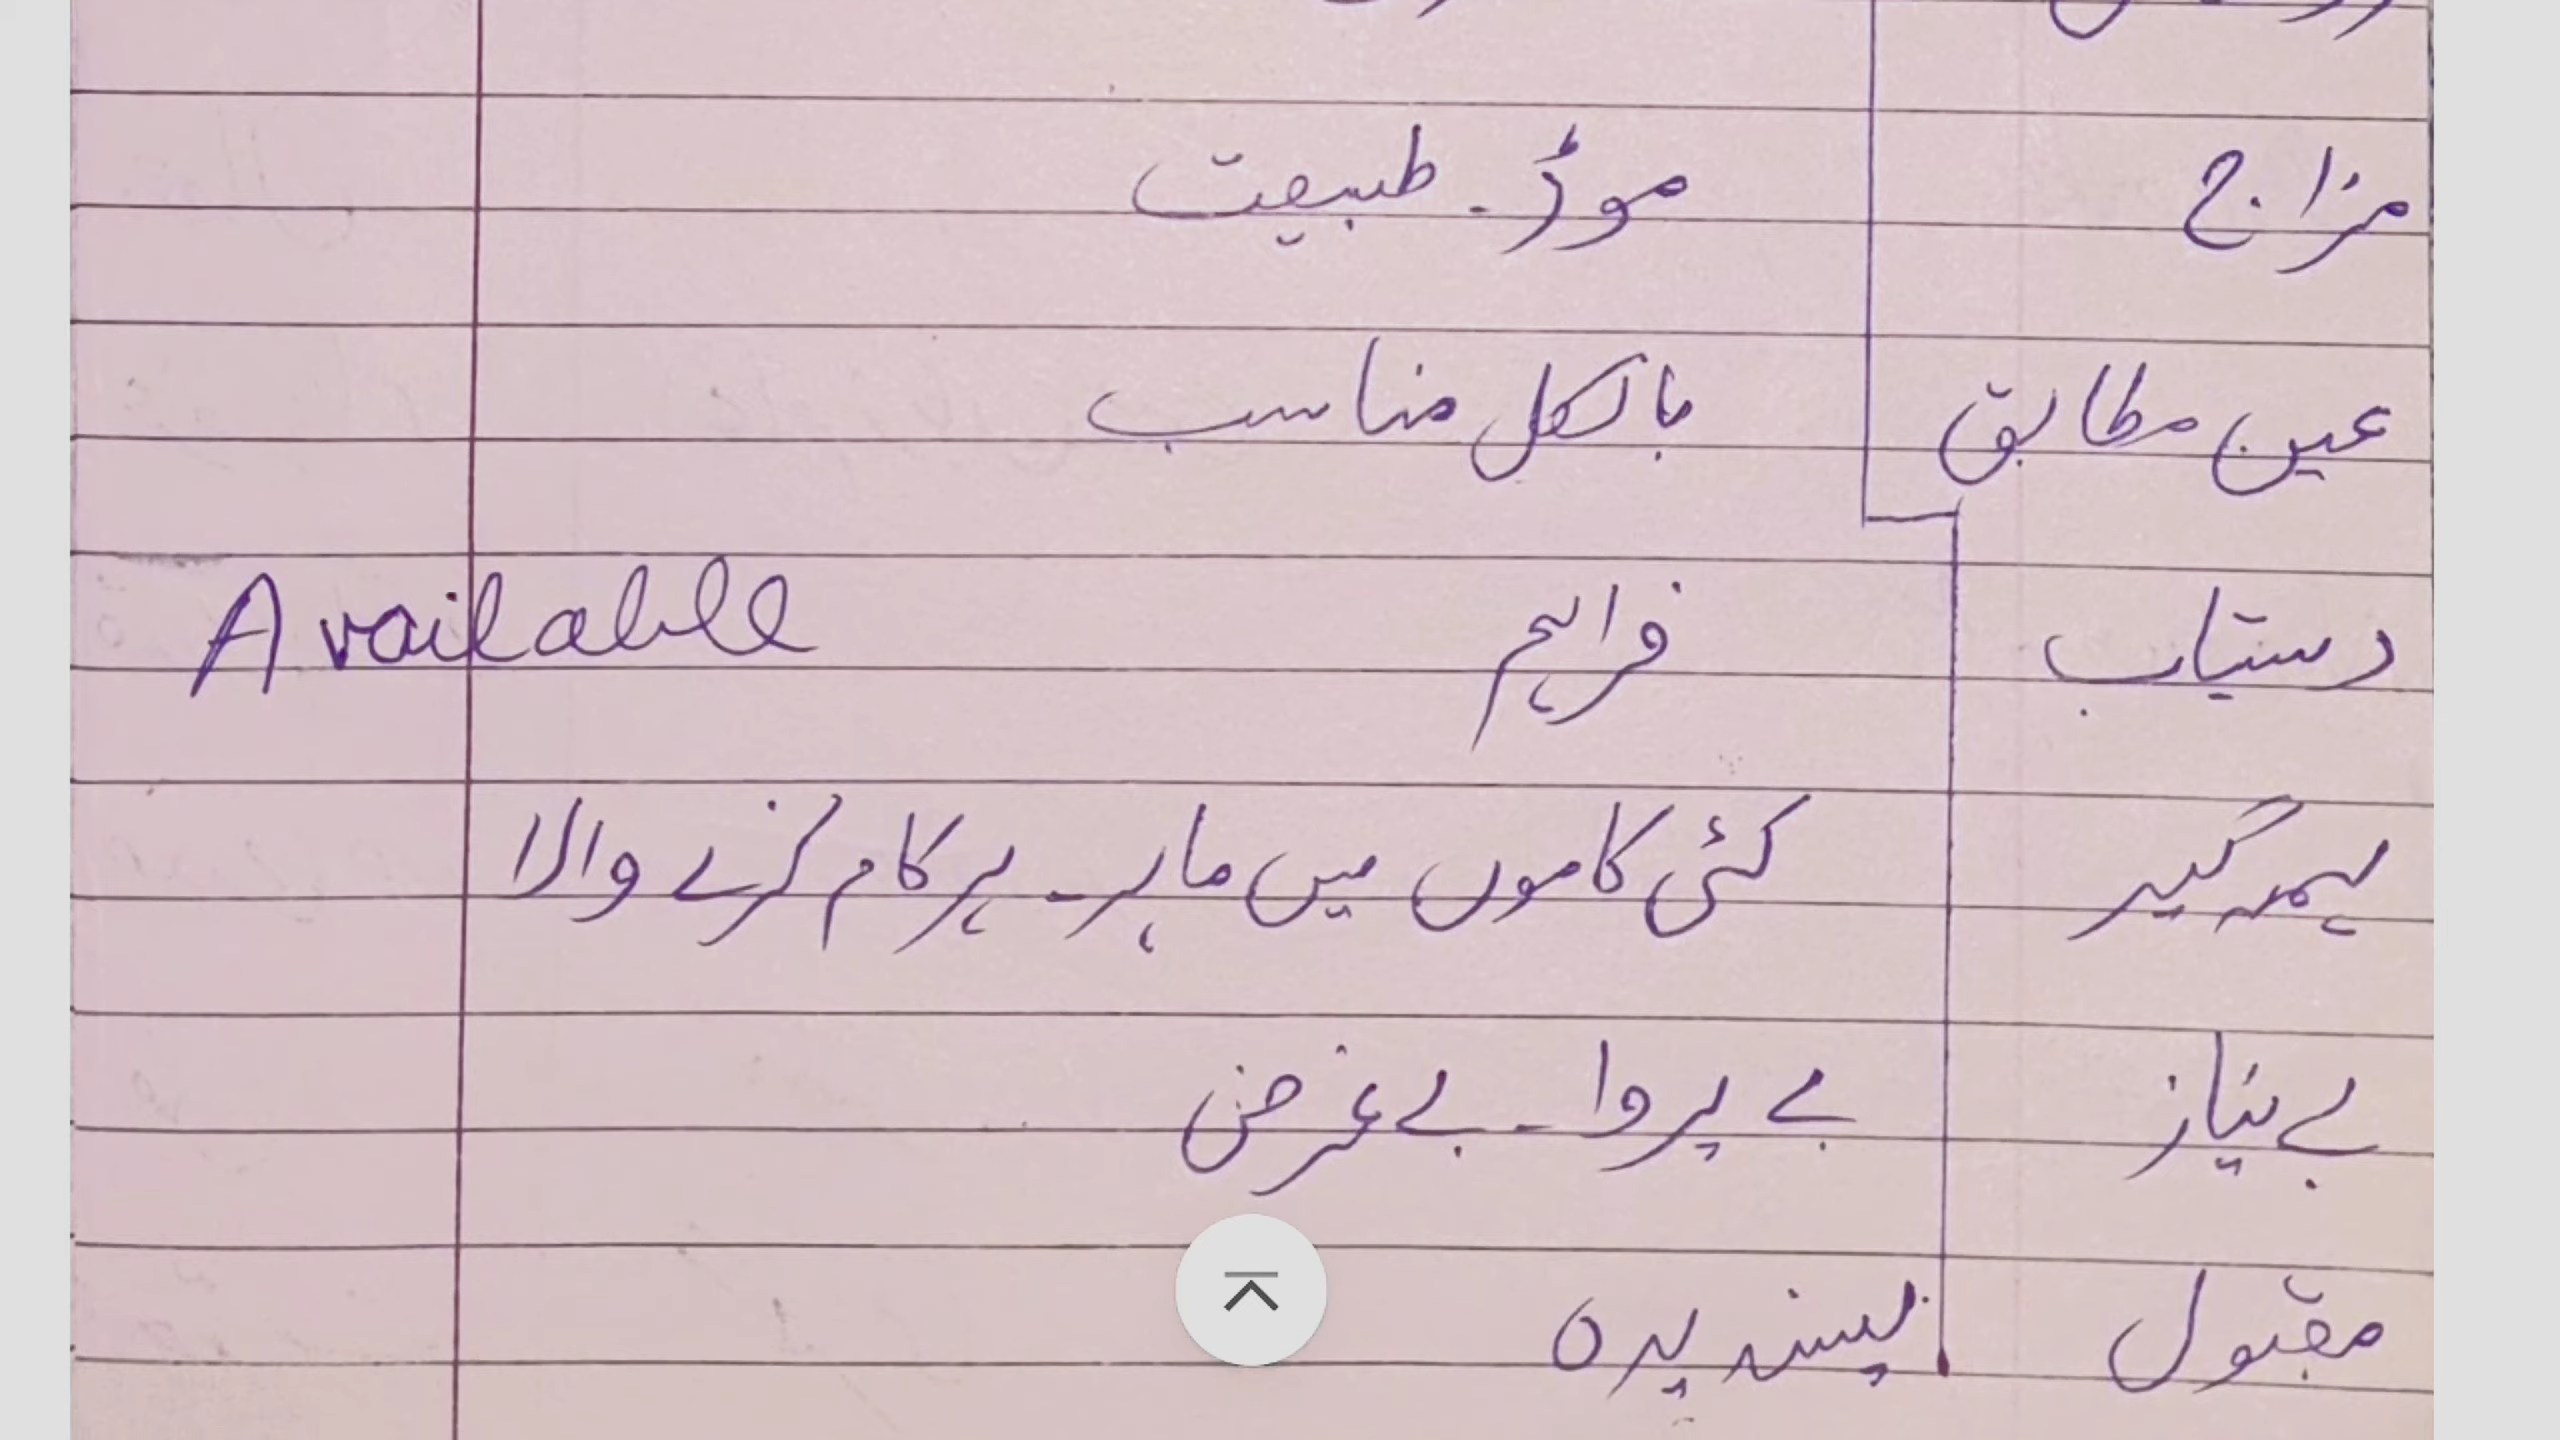 مزاج موڑ۔ طبیعت
عین مطابق بالکل مناسب
دستیاب فراہم Available
ہمہ گیر کئی کاموں میں ماہر۔ ہر کام کرنے والا
بے نیاز بے پروا۔ بے غرض
مقبول پسندیدہ